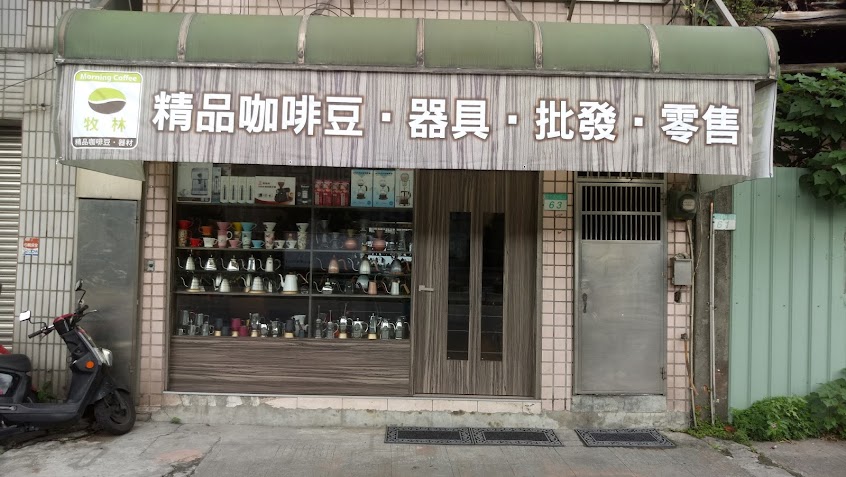 Morning Coffee
牧林
精品咖啡豆・器材
精品咖啡豆・器具・批發・零售
63
61